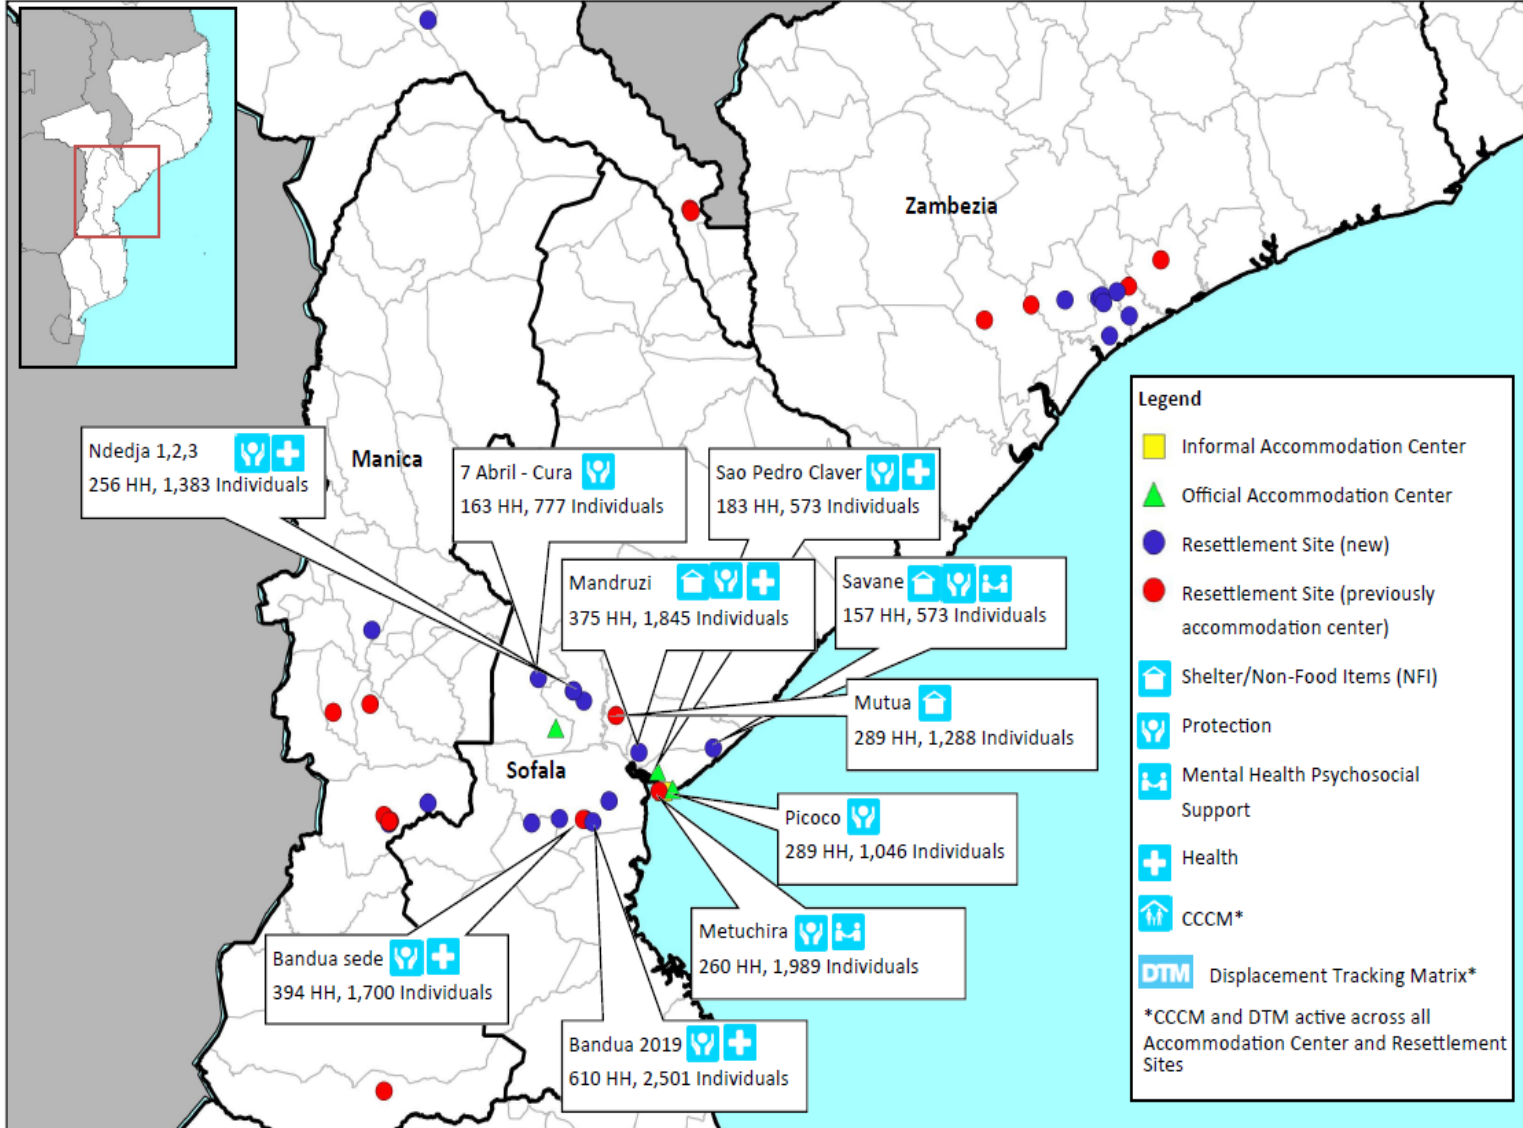 Zambezia
Manica
Sofala
Ndedja 1,2,3
256 HH, 1,383 Individuals
7 Abril - Cura
163 HH, 777 Individuals
Sao Pedro Claver
183 HH, 573 Individuals
Mandruzi
375 HH, 1,845 Individuals
Savane
157 HH, 573 Individuals
Mutua
289 HH, 1,288 Individuals
Picoco
289 HH, 1,046 Individuals
Metuchira
260 HH, 1,989 Individuals
Bandua sede
394 HH, 1,700 Individuals
Bandua 2019
610 HH, 2,501 Individuals
Legend
Informal Accommodation Center
Official Accommodation Center
Resettlement Site (new)
Resettlement Site (previously
accommodation center)
Shelter/Non-Food Items (NFI)
Protection
Mental Health Psychosocial
Support
Health
CCCM*
DTM Displacement Tracking Matrix*
*CCCM and DTM active across all
Accommodation Center and Resettlement
Sites